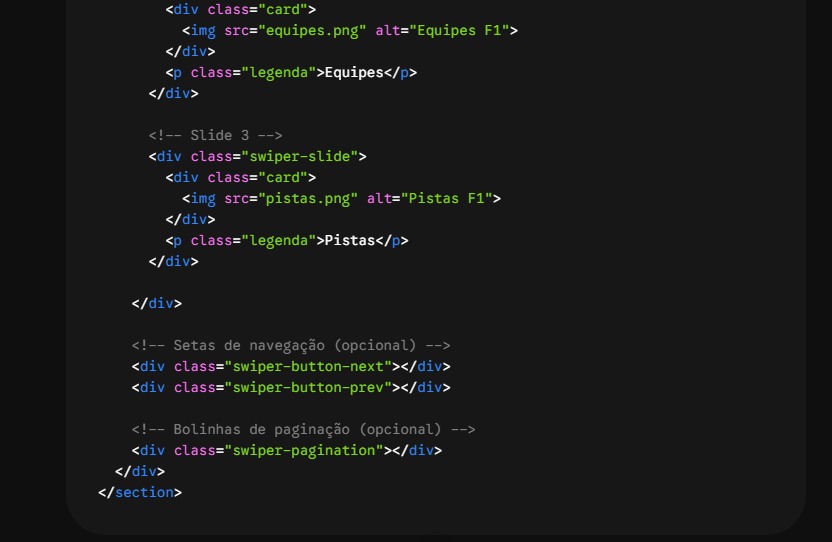 <div class="card">
<img src="equipes.png" alt="Equipes F1">
</div>
<p class="legenda">Equipes</p>
</div>
<!-- Slide 3 -->
<div class="swiper-slide">
<div class="card">
<img src="pistas.png" alt="Pistas F1">
</div>
<p class="legenda">Pistas</p>
</div>
</div>
<!-- Setas de navegação (opcional) -->
<div class="swiper-button-next"></div>
<div class="swiper-button-prev"></div>
<!-- Bolinhas de paginação (opcional) -->
<div class="swiper-pagination"></div>
</div>
</section>